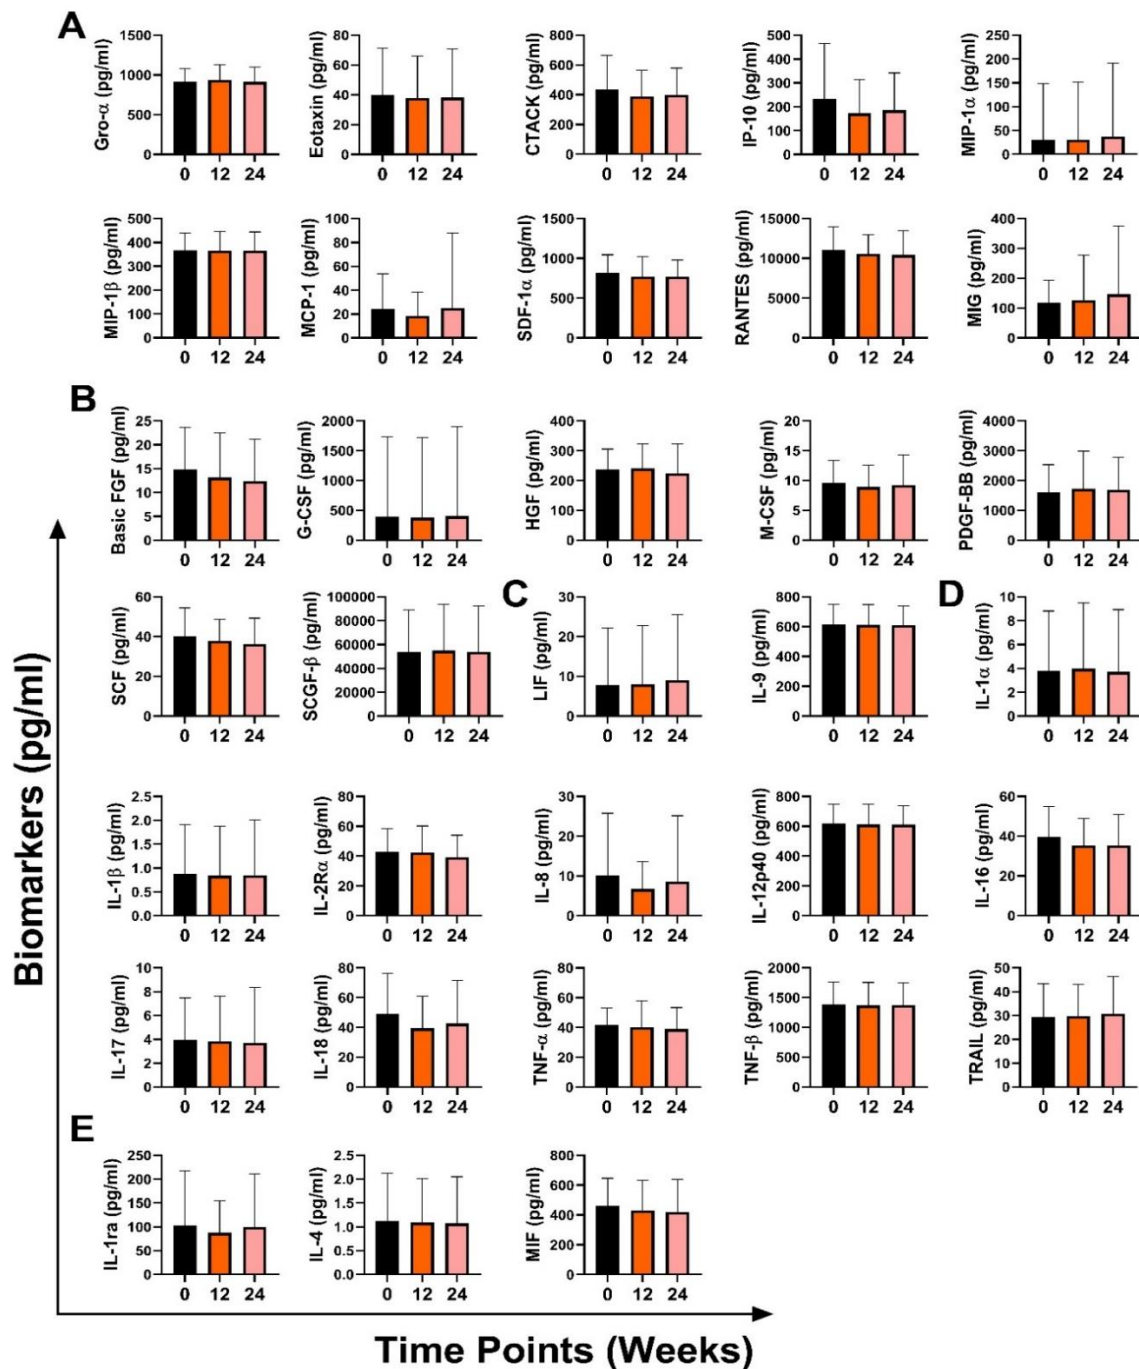 A
Gro-α (pg/ml)
1500
1000
500
0
0 12 24
Eotaxin (pg/ml)
80
60
40
20
0
0 12 24
CTACK (pg/ml)
800
600
400
200
0
0 12 24
IP-10 (pg/ml)
500
400
300
200
100
0
0 12 24
MIP-1α (pg/ml)
250
200
150
100
50
0
0 12 24
MIP-1β (pg/ml)
500
400
300
200
100
0
0 12 24
MCP-1 (pg/ml)
100
80
60
40
20
0
0 12 24
SDF-1α (pg/ml)
1500
1000
500
0
0 12 24
RANTES (pg/ml)
15000
10000
5000
0
0 12 24
MIG (pg/ml)
400
300
200
100
0
0 12 24
B
Basic FGF (pg/ml)
25
20
15
10
5
0
0 12 24
G-CSF (pg/ml)
2000
1500
1000
500
0
0 12 24
HGF (pg/ml)
400
300
200
100
0
0 12 24
M-CSF (pg/ml)
20
15
10
5
0
0 12 24
PDGF-BB (pg/ml)
4000
3000
2000
1000
0
0 12 24
SCF (pg/ml)
60
40
20
0
0 12 24
SCGF-β (pg/ml)
100000
80000
60000
40000
20000
0
0 12 24
C
LIF (pg/ml)
30
20
10
0
0 12 24
IL-9 (pg/ml)
800
600
400
200
0
0 12 24
D
IL-1α (pg/ml)
10
8
6
4
2
0
0 12 24
IL-1β (pg/ml)
2.5
2.0
1.5
1.0
0.5
0.0
0 12 24
IL-2Rα (pg/ml)
80
60
40
20
0
0 12 24
IL-8 (pg/ml)
30
20
10
0
0 12 24
IL-12p40 (pg/ml)
800
600
400
200
0
0 12 24
IL-16 (pg/ml)
80
60
40
20
0
0 12 24
IL-17 (pg/ml)
10
8
6
4
2
0
0 12 24
IL-18 (pg/ml)
80
60
40
20
0
0 12 24
TNF-α (pg/ml)
80
60
40
20
0
0 12 24
TNF-β (pg/ml)
2000
1500
1000
500
0
0 12 24
TRAIL (pg/ml)
50
40
30
20
10
0
0 12 24
E
IL-1ra (pg/ml)
250
200
150
100
50
0
0 12 24
IL-4 (pg/ml)
2.5
2.0
1.5
1.0
0.5
0.0
0 12 24
MIF (pg/ml)
800
600
400
200
0
0 12 24
Biomarkers (pg/ml)
Time Points (Weeks)